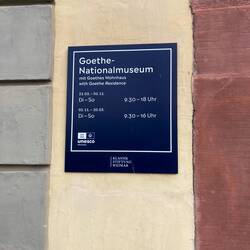 Goethe-
Nationalmuseum
mit Goethes Wohnhaus
with Goethe Residence
Di – So 9.30 – 18 Uhr
Di – So 9.30 – 16 Uhr
unesco
KLASSIK
STIFTUNG
WEIMAR